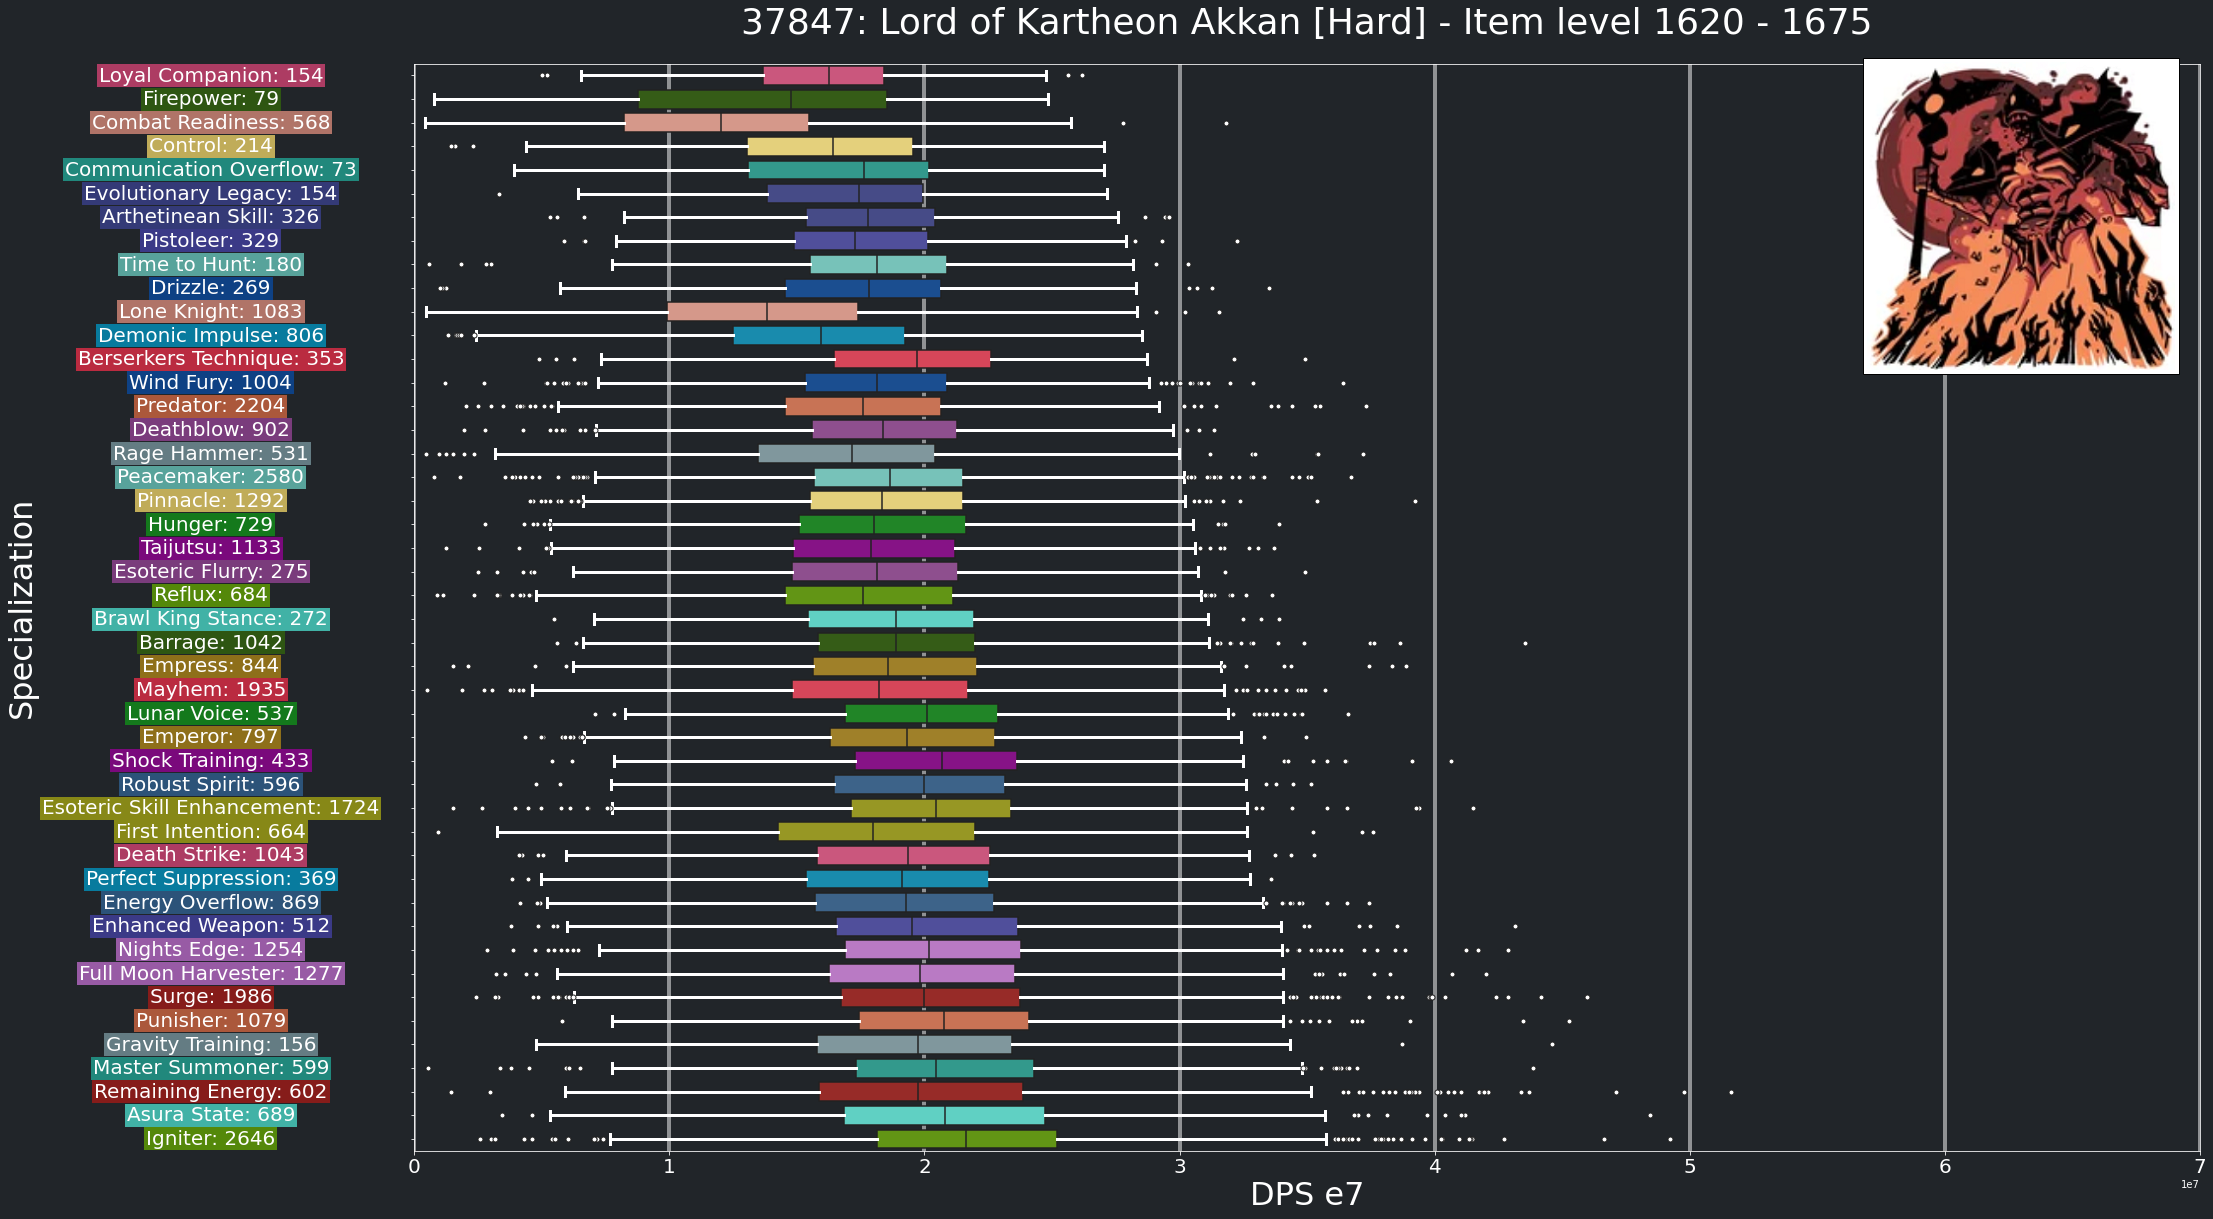 37847: Lord of Kartheon Akkan [Hard] - Item level 1620 - 1675
Specialization
Loyal Companion: 154
Firepower: 79
Combat Readiness: 568
Control: 214
Communication Overflow: 73
Evolutionary Legacy: 154
Arthetinean Skill: 326
Pistoleer: 329
Time to Hunt: 180
Drizzle: 269
Lone Knight: 1083
Demonic Impulse: 806
Berserkers Technique: 353
Wind Fury: 1004
Predator: 2204
Deathblow: 902
Rage Hammer: 531
Peacemaker: 2580
Pinnacle: 1292
Hunger: 729
Taijutsu: 1133
Esoteric Flurry: 275
Reflux: 684
Brawl King Stance: 272
Barrage: 1042
Empress: 844
Mayhem: 1935
Lunar Voice: 537
Emperor: 797
Shock Training: 433
Robust Spirit: 596
Esoteric Skill Enhancement: 1724
First Intention: 664
Death Strike: 1043
Perfect Suppression: 369
Energy Overflow: 869
Enhanced Weapon: 512
Nights Edge: 1254
Full Moon Harvester: 1277
Surge: 1986
Punisher: 1079
Gravity Training: 156
Master Summoner: 599
Remaining Energy: 602
Asura State: 689
Igniter: 2646
0 1 2 3 4 5 6 7
1e7
DPS e7